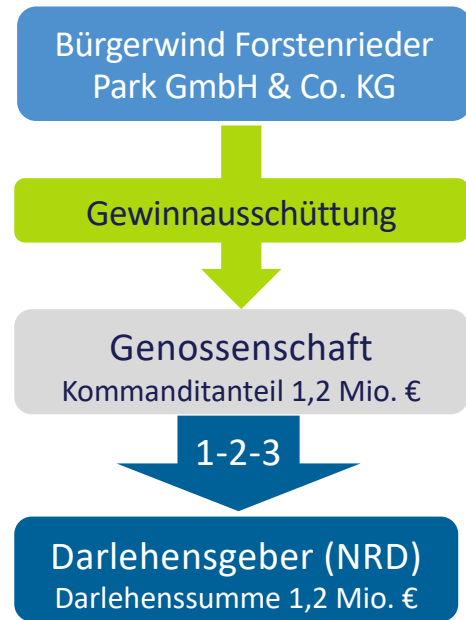 Bürgerwind Forstenrieder
Park GmbH & Co. KG
Gewinnausschüttung
Genossenschaft
Kommanditanteil 1,2 Mio. €
1-2-3
Darlehensgeber (NRD)
Darlehenssumme 1,2 Mio. €